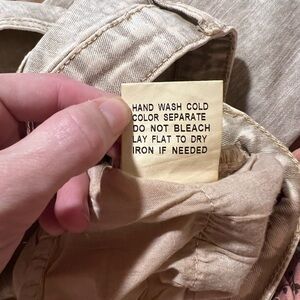 HAND WASH COLD
COLOR SEPARATE
DO NOT BLEACH
LAY FLAT TO DRY
IRON IF NEEDED